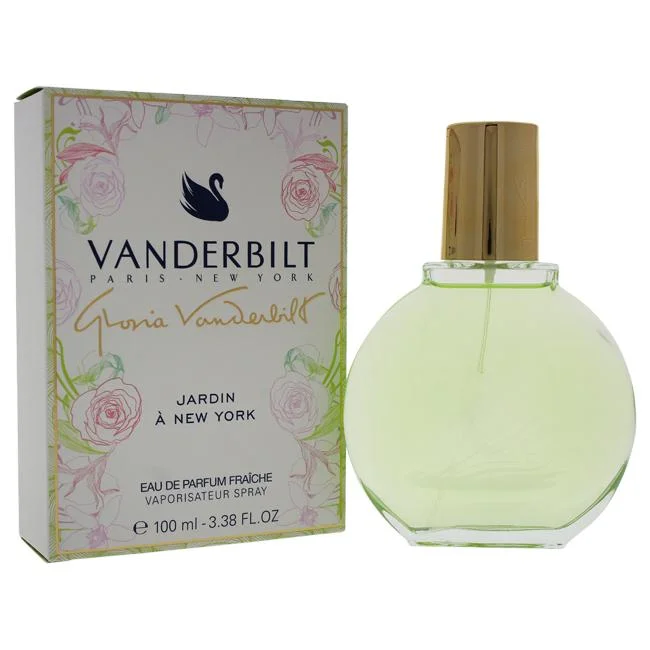 VANDERBILT
PARIS · NEW YORK
Gloria Vanderbilt
JARDIN
À NEW YORK
EAU DE PARFUM FRAÎCHE
VAPORISATEUR SPRAY
℮ 100 ml - 3.38 FL.OZ